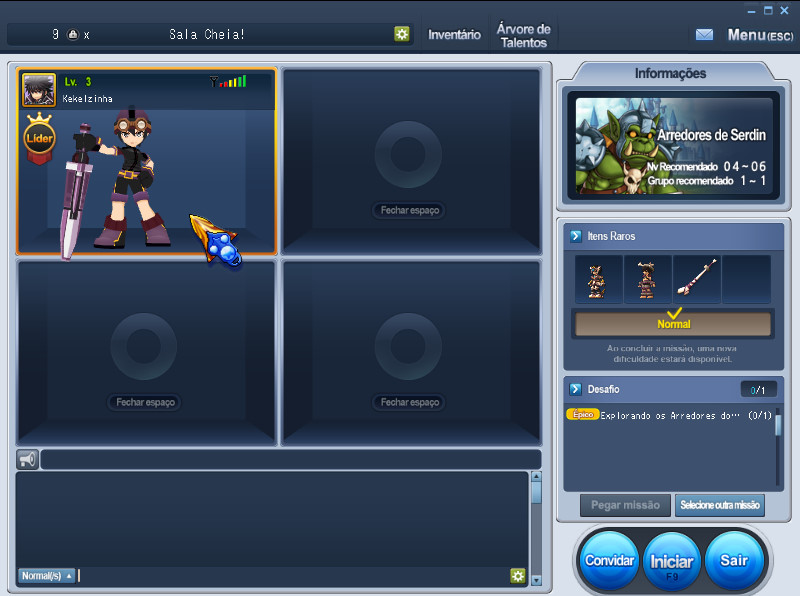 9 x
Sala Cheia!
Inventário
Árvore de
Talentos
Menu(ESC)
Lv. 3
Kekelzinha
Líder
Fechar espaço
Fechar espaço
Fechar espaço
Normal(/s)
Informações
Arredores de Serdin
Nv Recomendado 04~06
Grupo recomendado 1~1
Itens Raros
Normal
Ao concluir a missão, uma nova
dificuldade estará disponível.
Desafio
0/1
Épico Explorando os Arredores do··· (0/1)
Pegar missão
Selecione outra missão
Convidar
Iniciar
F9
Sair